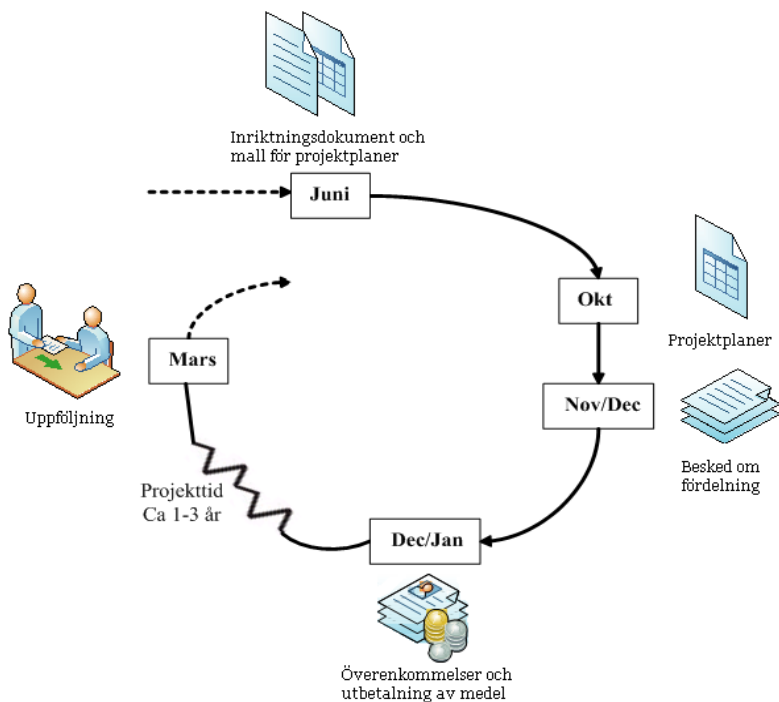 Inriktningsdokument och
mall för projektplaner
Juni
Okt
Projektplaner
Nov/Dec
Besked om
fördelning
Dec/Jan
Överenkommelser och
utbetalning av medel
Projekttid
Ca 1-3 år
Mars
Uppföljning